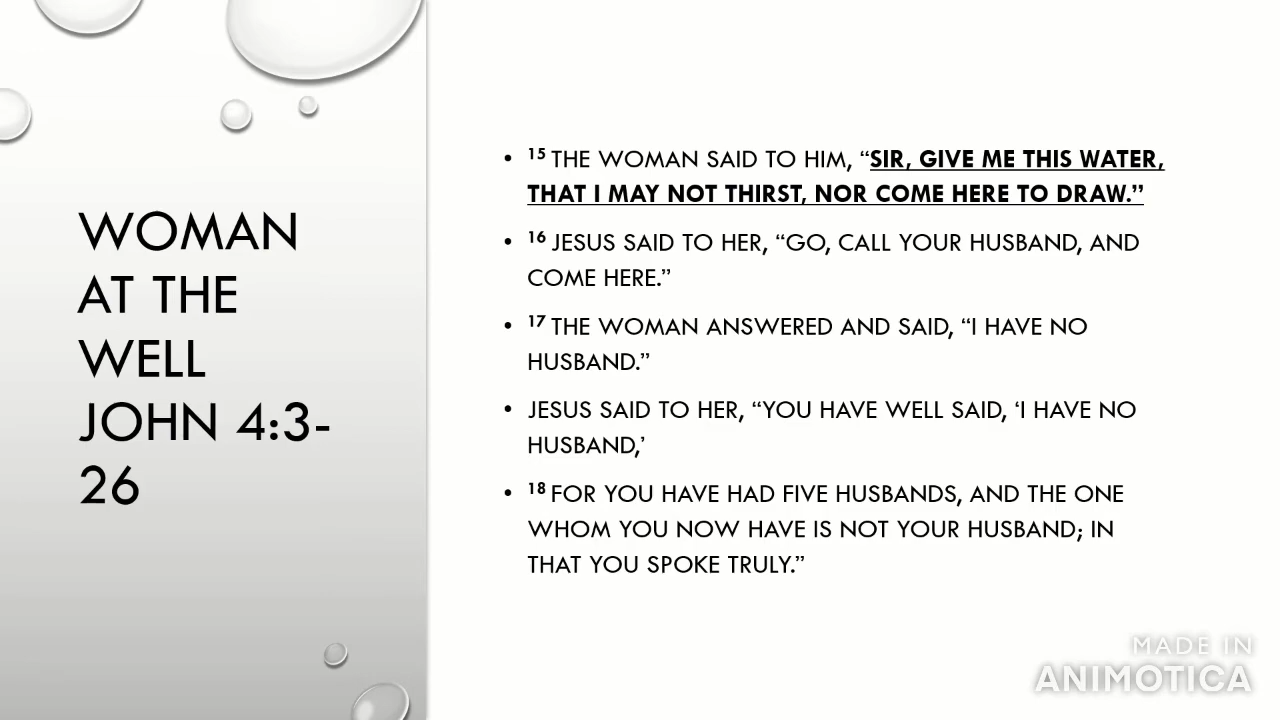 WOMAN
AT THE
WELL
JOHN 4:3-
26
• 15 THE WOMAN SAID TO HIM, “SIR, GIVE ME THIS WATER,
THAT I MAY NOT THIRST, NOR COME HERE TO DRAW.”
• 16 JESUS SAID TO HER, “GO, CALL YOUR HUSBAND, AND
COME HERE.”
• 17 THE WOMAN ANSWERED AND SAID, “I HAVE NO
HUSBAND.”
• JESUS SAID TO HER, “YOU HAVE WELL SAID, ‘I HAVE NO
HUSBAND,’
• 18 FOR YOU HAVE HAD FIVE HUSBANDS, AND THE ONE
WHOM YOU NOW HAVE IS NOT YOUR HUSBAND; IN
THAT YOU SPOKE TRULY.”
MADE IN
ANIMOTICA